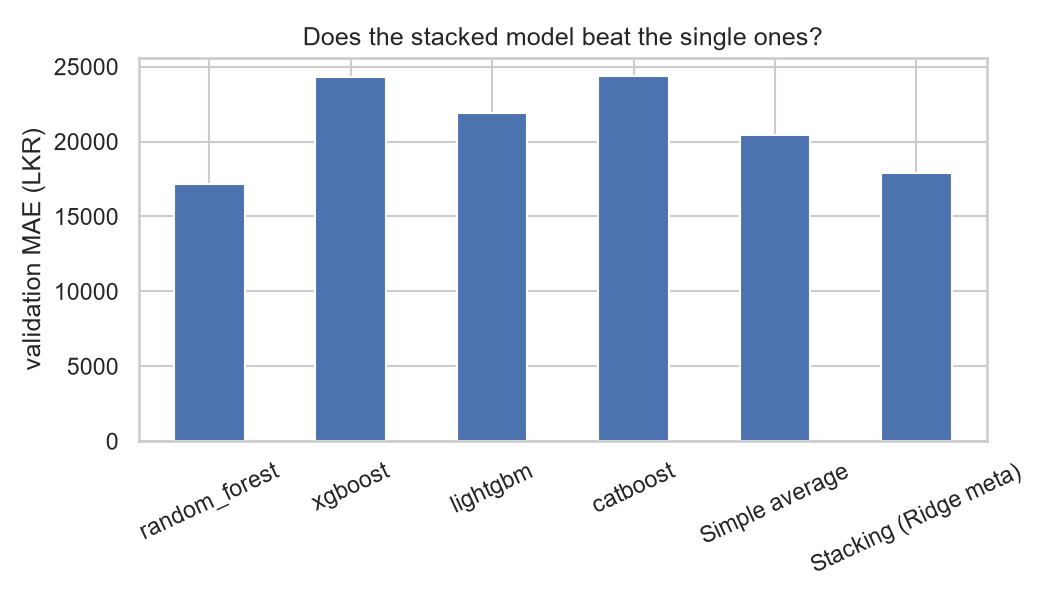 Does the stacked model beat the single ones?
validation MAE (LKR)
25000
20000
15000
10000
5000
0
random_forest
xgboost
lightgbm
catboost
Simple average
Stacking (Ridge meta)